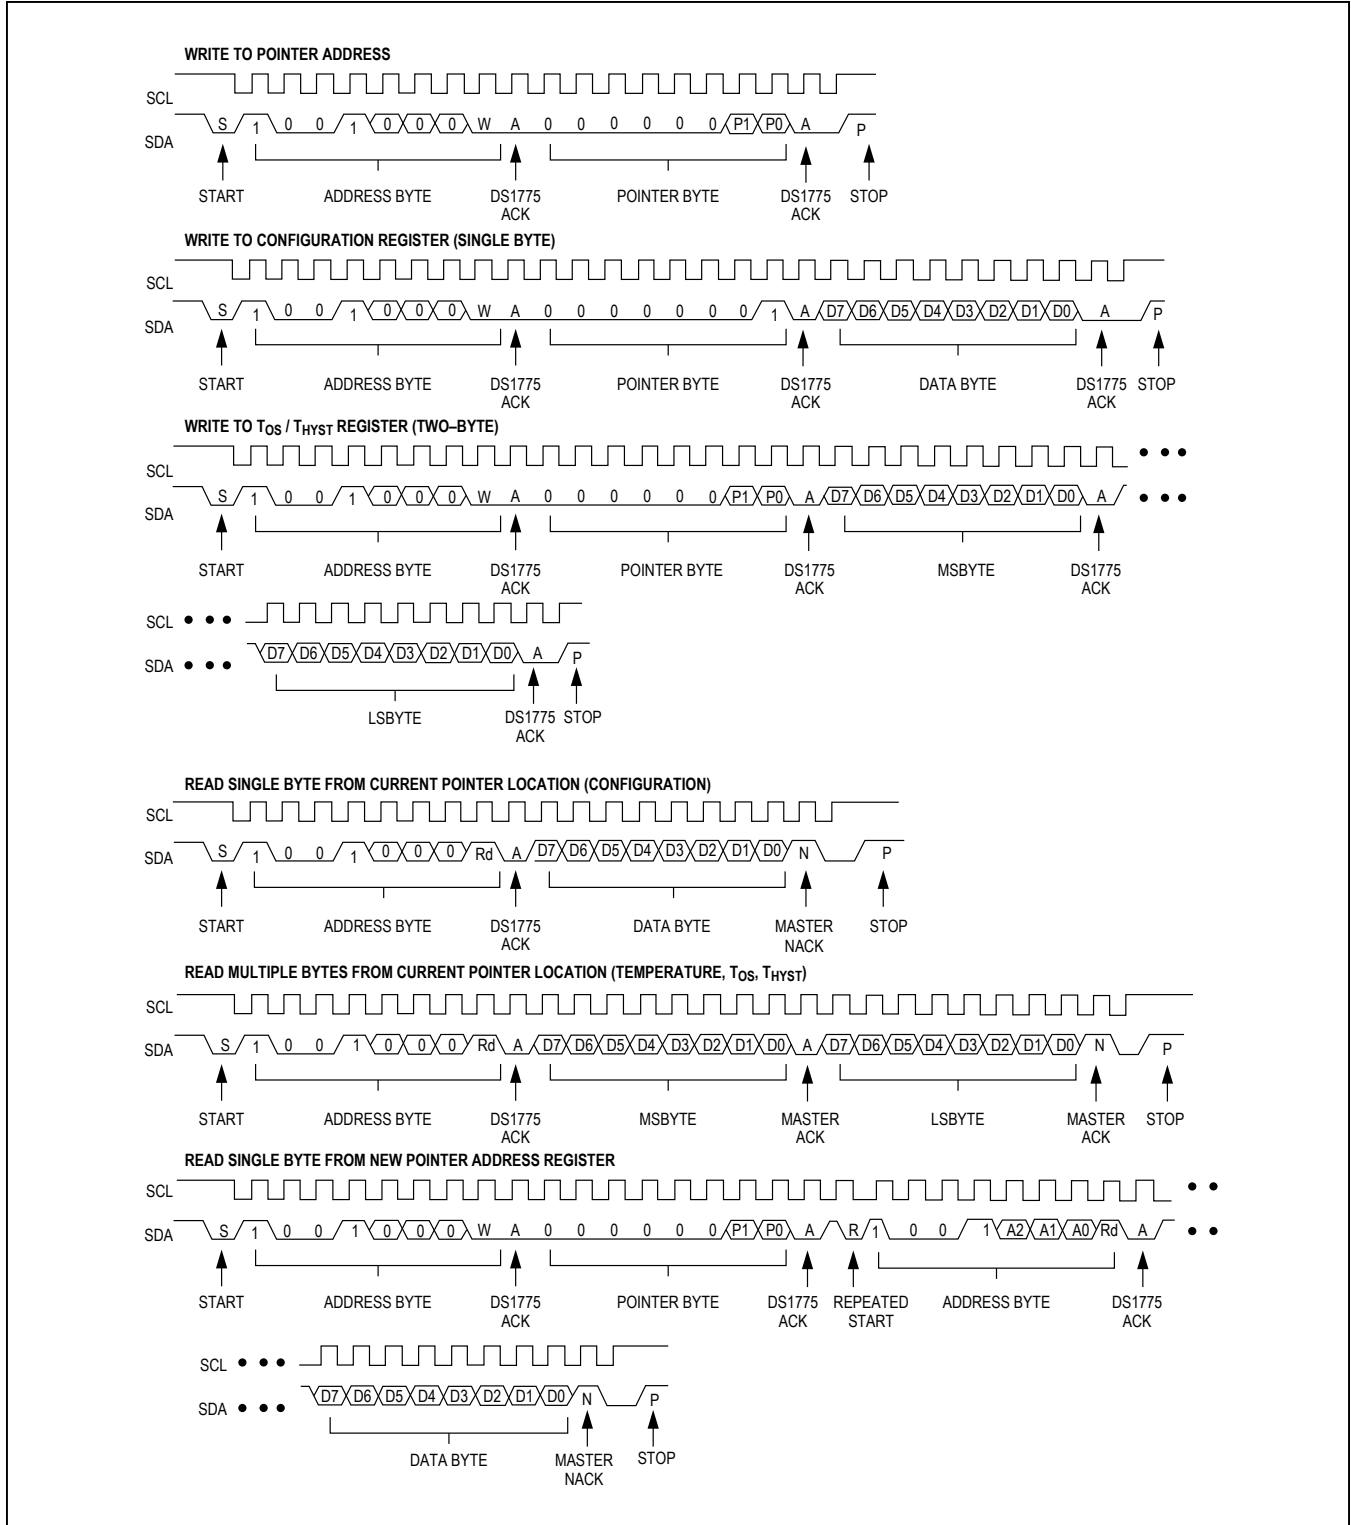 WRITE TO POINTER ADDRESS
SCL
SDA S 1 0 0 1 0 0 0 W A 0 0 0 0 0 0 P1 P0 A P
START ADDRESS BYTE DS1775 ACK POINTER BYTE DS1775 ACK STOP
WRITE TO CONFIGURATION REGISTER (SINGLE BYTE)
SCL
SDA S 1 0 0 1 0 0 0 W A 0 0 0 0 0 0 0 1 A D7 D6 D5 D4 D3 D2 D1 D0 A P
START ADDRESS BYTE DS1775 ACK POINTER BYTE DS1775 ACK DATA BYTE DS1775 ACK STOP
WRITE TO TOS / THYST REGISTER (TWO–BYTE)
SCL
SDA S 1 0 0 1 0 0 0 W A 0 0 0 0 0 0 P1 P0 A D7 D6 D5 D4 D3 D2 D1 D0 A
START ADDRESS BYTE DS1775 ACK POINTER BYTE DS1775 ACK MSBYTE DS1775 ACK
SCL
SDA D7 D6 D5 D4 D3 D2 D1 D0 A P
LSBYTE DS1775 ACK STOP
READ SINGLE BYTE FROM CURRENT POINTER LOCATION (CONFIGURATION)
SCL
SDA S 1 0 0 1 0 0 0 Rd A D7 D6 D5 D4 D3 D2 D1 D0 N P
START ADDRESS BYTE DS1775 ACK DATA BYTE MASTER NACK STOP
READ MULTIPLE BYTES FROM CURRENT POINTER LOCATION (TEMPERATURE, TOS, THYST)
SCL
SDA S 1 0 0 1 0 0 0 Rd A D7 D6 D5 D4 D3 D2 D1 D0 A D7 D6 D5 D4 D3 D2 D1 D0 N P
START ADDRESS BYTE DS1775 ACK MSBYTE MASTER ACK LSBYTE MASTER ACK STOP
READ SINGLE BYTE FROM NEW POINTER ADDRESS REGISTER
SCL
SDA S 1 0 0 1 0 0 0 W A 0 0 0 0 0 0 P1 P0 A R 1 0 0 1 A2 A1 A0 Rd A
START ADDRESS BYTE DS1775 ACK POINTER BYTE DS1775 ACK REPEATED START ADDRESS BYTE DS1775 ACK
SCL
SDA D7 D6 D5 D4 D3 D2 D1 D0 N P
DATA BYTE MASTER NACK STOP